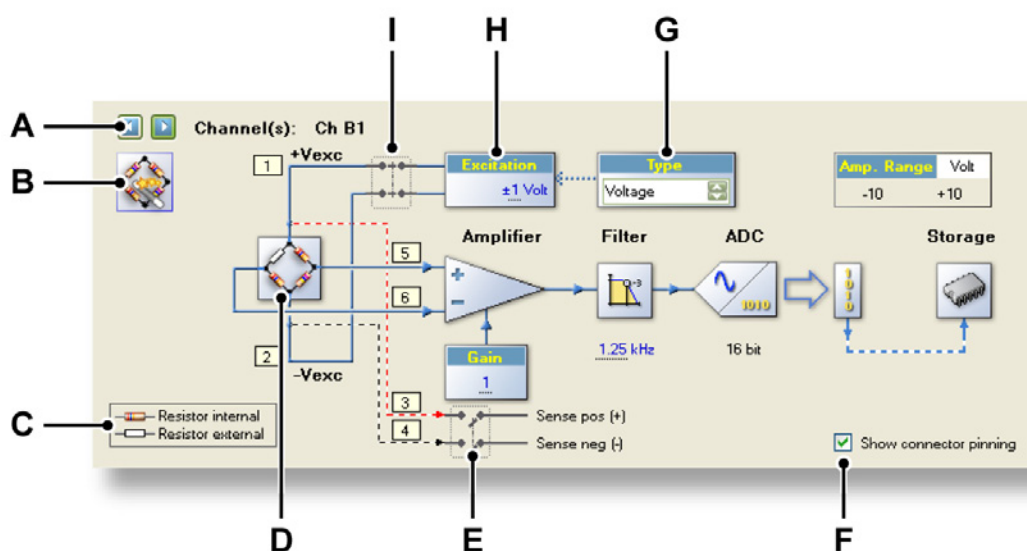 I
H
G
A
Channel(s): Ch B1
B
1
+Vexc
Excitation
±1 Volt
Type
Voltage
Amp. Range Volt
-10 +10
Amplifier
Filter
ADC
Storage
5
6
1010
1010
2
-Vexc
Gain
1
1.25 kHz
16 bit
C
Resistor internal
Resistor external
3
4
Sense pos (+)
Sense neg (-)
Show connector pinning
D
E
F